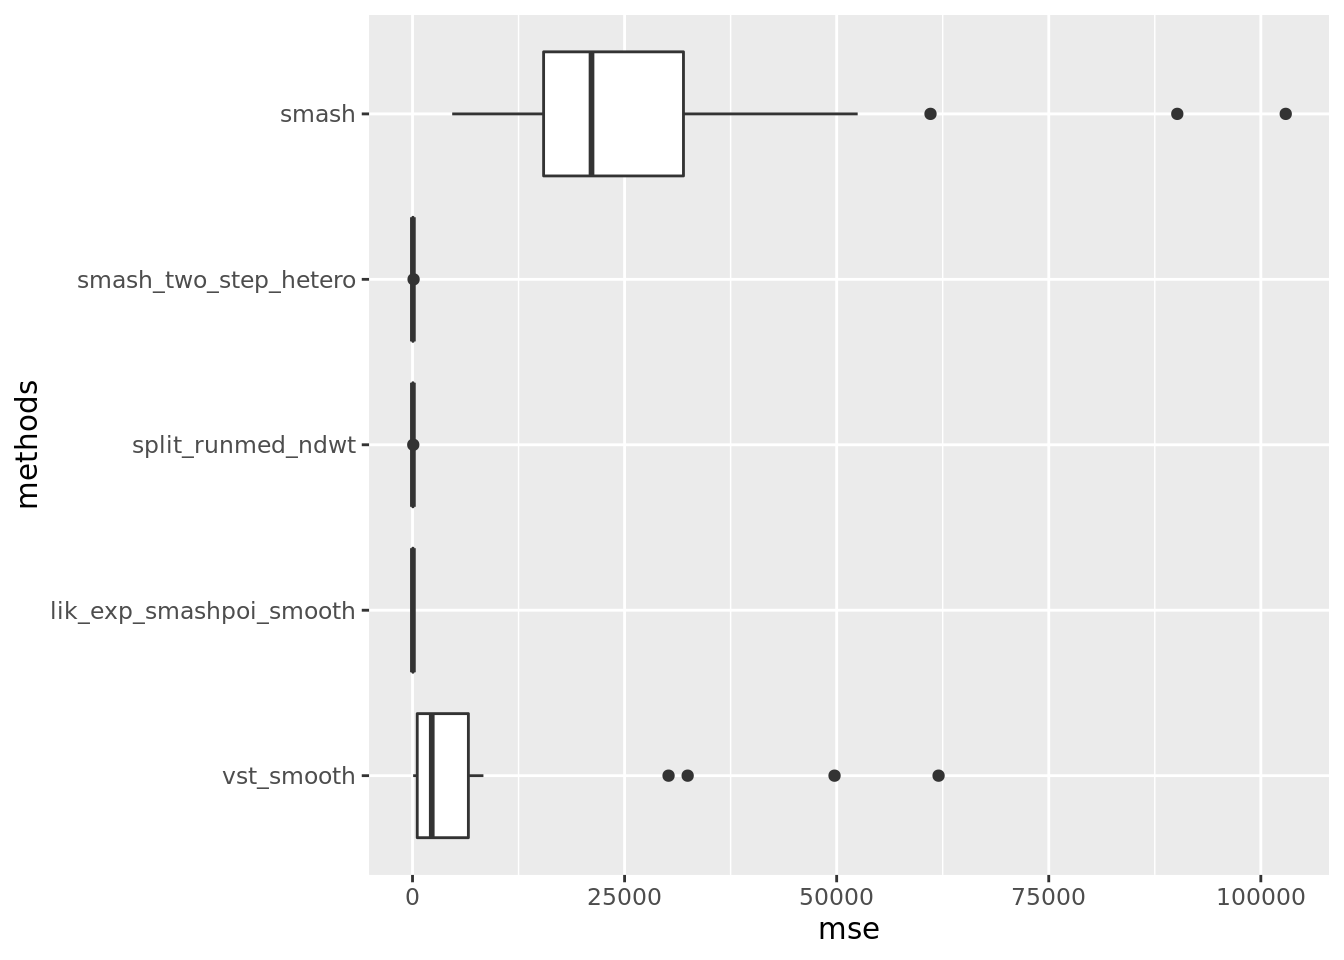 methods
smash
smash_two_step_hetero
split_runmed_ndwt
lik_exp_smashpoi_smooth
vst_smooth
0 25000 50000 75000 100000
mse